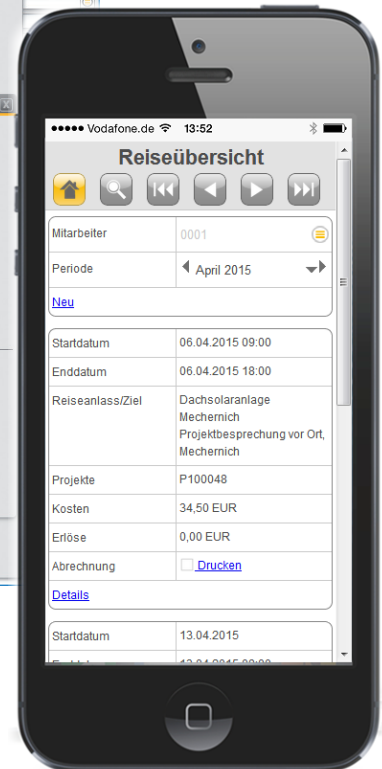 ●●●●● Vodafone.de 13:52
Reiseübersicht
Mitarbeiter 0001
Periode April 2015
Neu
Startdatum 06.04.2015 09:00
Enddatum 06.04.2015 18:00
Reiseanlass/Ziel Dachsolaranlage
Mechernich
Projektbesprechung vor Ort,
Mechernich
Projekte P100048
Kosten 34,50 EUR
Erlöse 0,00 EUR
Abrechnung Drucken
Details
Startdatum 13.04.2015